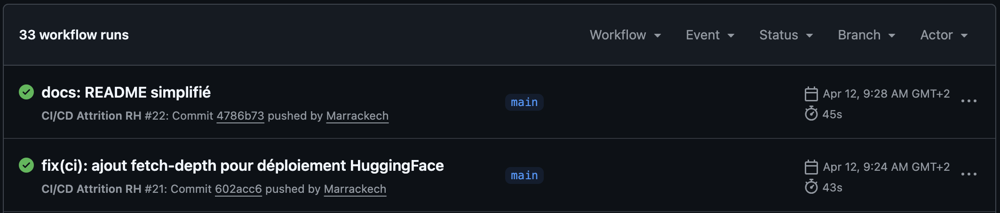 33 workflow runs
Workflow Event Status Branch Actor
docs: README simplifié
CI/CD Attrition RH #22: Commit 4786b73 pushed by Marrackech
main
Apr 12, 9:28 AM GMT+2
45s
fix(ci): ajout fetch-depth pour déploiement HuggingFace
CI/CD Attrition RH #21: Commit 602acc6 pushed by Marrackech
main
Apr 12, 9:24 AM GMT+2
43s